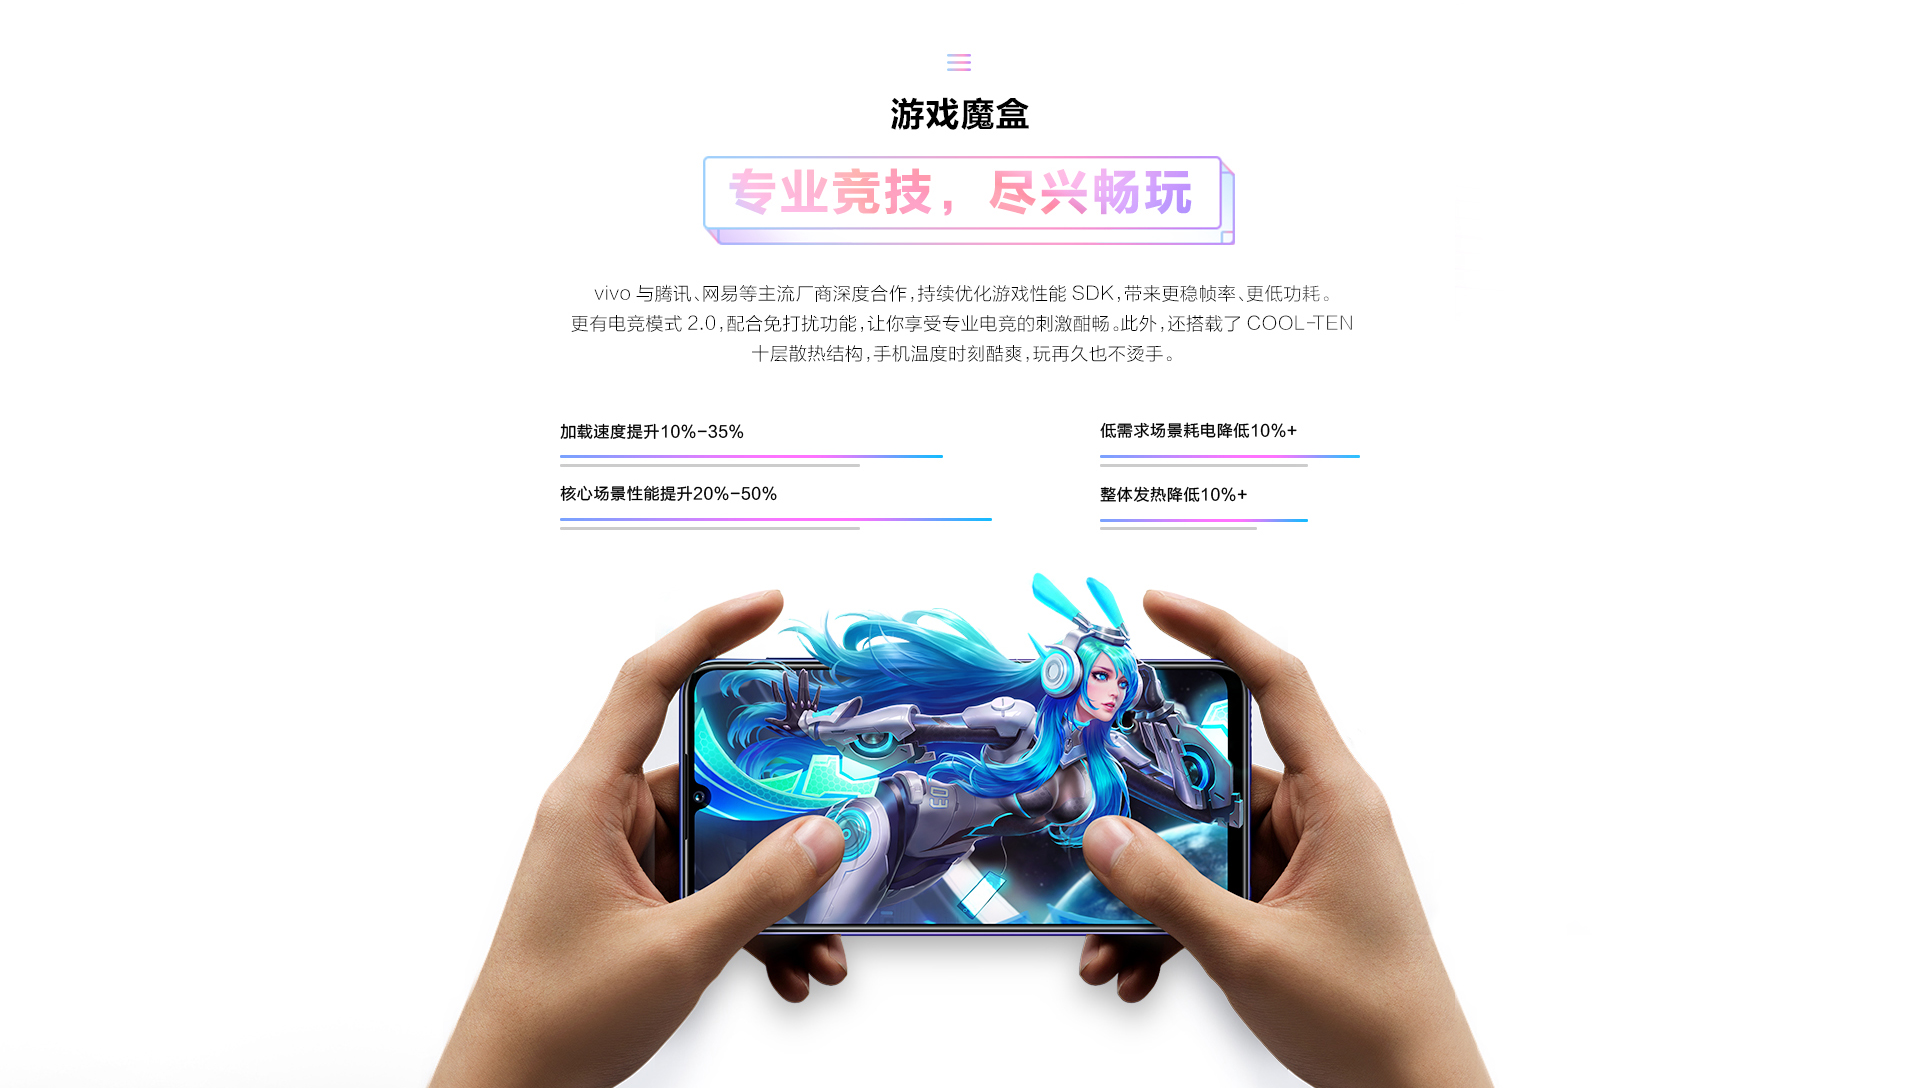 游戏魔盒
专业竞技，尽兴畅玩
vivo 与腾讯、网易等主流厂商深度合作，持续优化游戏性能 SDK，带来更稳帧率、更低功耗。
更有电竞模式 2.0，配合免打扰功能，让你享受专业电竞的刺激酣畅。此外，还搭载了 COOL-TEN
十层散热结构，手机温度时刻酷爽，玩再久也不烫手。
加载速度提升10%-35%
低需求场景耗电降低10%+
核心场景性能提升20%-50%
整体发热降低10%+
03